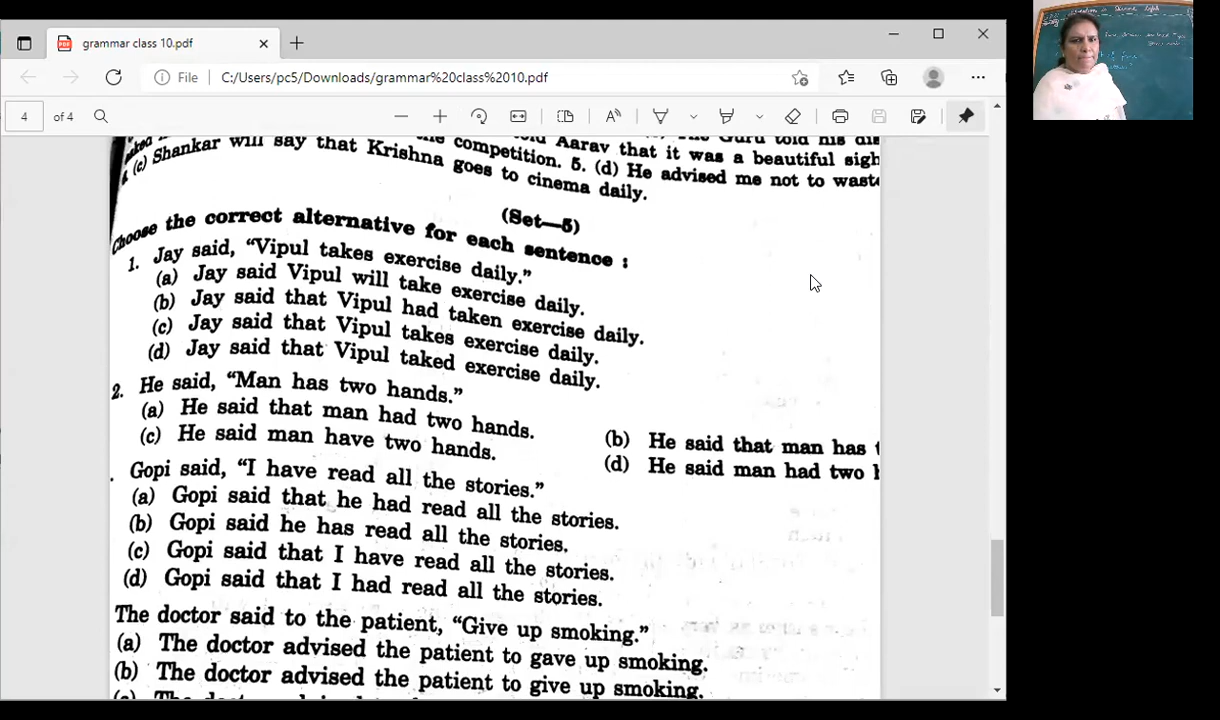 grammar class 10.pdf
File C:/Users/pc5/Downloads/grammar%20class%2010.pdf
4 of 4
competition. 5. (d) He advised me not to
told Aarav that it was a beautiful
The Guru told his
(c) Shankar will say that Krishna goes to cinema daily.
(Set—5)
Choose the correct alternative for each sentence :
1. Jay said, “Vipul takes exercise daily.”
(a) Jay said Vipul will take exercise daily.
(b) Jay said that Vipul had taken exercise daily.
(c) Jay said that Vipul takes exercise daily.
(d) Jay said that Vipul taked exercise daily.
2. He said, “Man has two hands.”
(a) He said that man had two hands.
(b) He said that man has
(c) He said man have two hands.
(d) He said man had two
Gopi said, “I have read all the stories.”
(a) Gopi said that he had read all the stories.
(b) Gopi said he has read all the stories.
(c) Gopi said that I have read all the stories.
(d) Gopi said that I had read all the stories.
The doctor said to the patient, “Give up smoking.”
(a) The doctor advised the patient to gave up smoking.
(b) The doctor advised the patient to give up smoking.